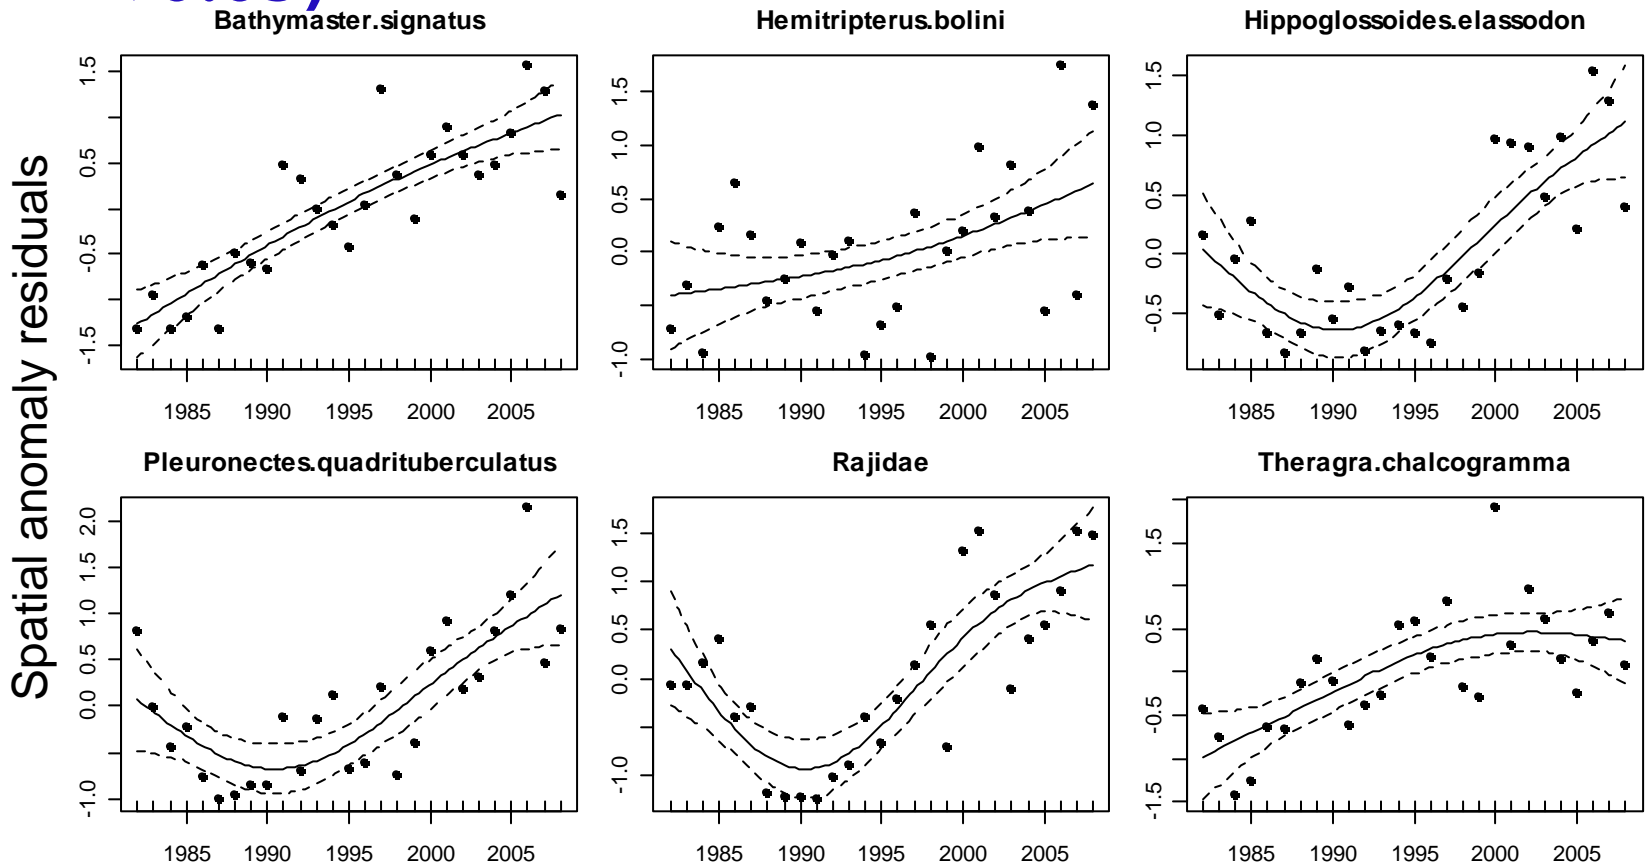 Spatial anomaly residuals
Bathymaster.signatus
1.5
0.5
-0.5
-1.5
1985 1990 1995 2000 2005
Hemitripterus.bolini
1.5
1.0
0.5
0.0
-1.0
1985 1990 1995 2000 2005
Hippoglossoides.elassodon
1.5
1.0
0.5
0.0
-0.5
1985 1990 1995 2000 2005
Pleuronectes.quadrituberculatus
2.0
1.5
1.0
0.5
0.0
-1.0
1985 1990 1995 2000 2005
Rajidae
1.5
1.0
0.5
0.0
-1.0
1985 1990 1995 2000 2005
Theragra.chalcogramma
1.5
0.5
-0.5
-1.5
1985 1990 1995 2000 2005